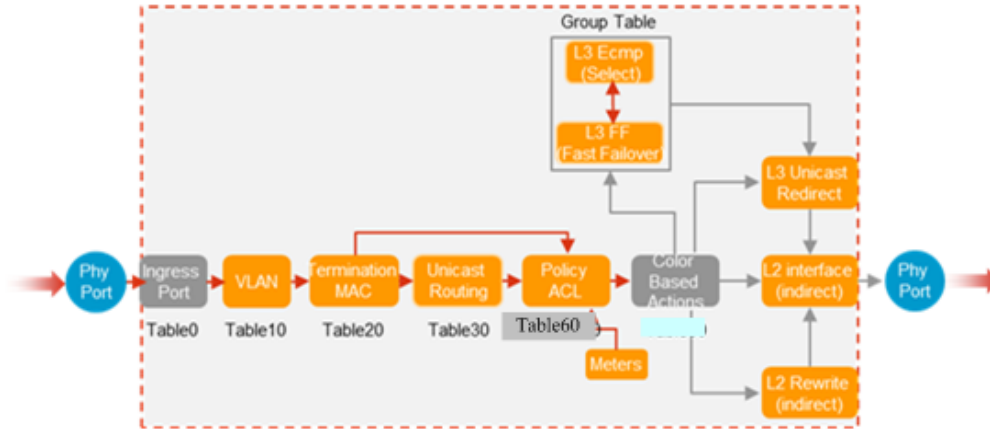 Group Table
L3 Ecmp
(Select)
L3 FF
(Fast Failover)
L3 Unicast
Redirect
Phy
Port
Ingress
Port
VLAN
Termination
MAC
Unicast
Routing
Policy
ACL
Color
Based
Actions
L2 interface
(indirect)
Phy
Port
Table0
Table10
Table20
Table30
Table60
Meters
L2 Rewrite
(indirect)